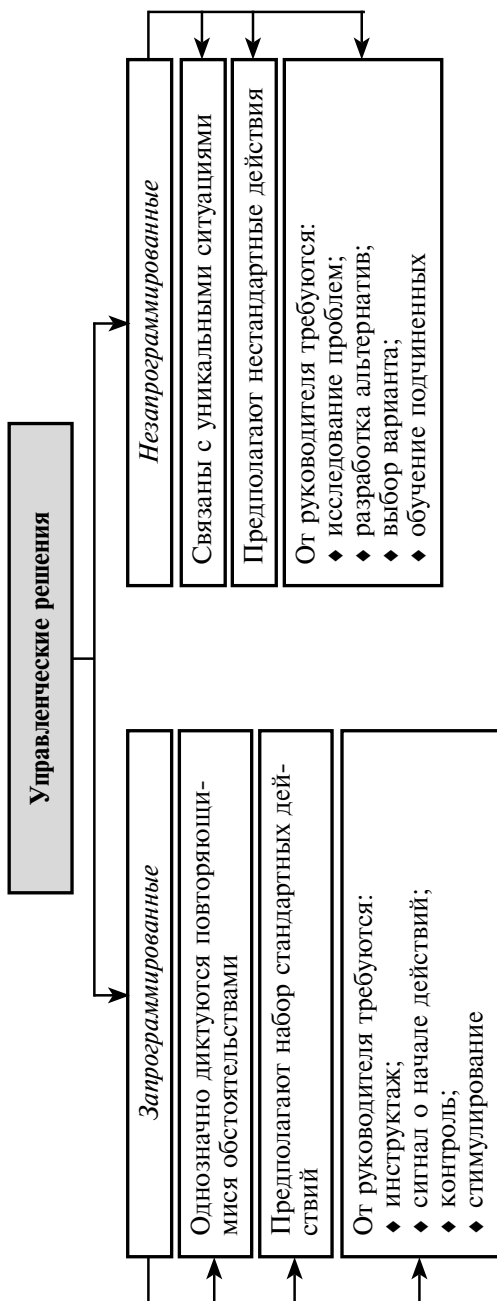 Управленческие решения
Запрограммированные
Однозначно диктуются повторяющи-
мися обстоятельствами
Предполагают набор стандартных дей-
ствий
От руководителя требуются:
♦ инструктаж;
♦ сигнал о начале действий;
♦ контроль;
♦ стимулирование
Незапрограммированные
Связаны с уникальными ситуациями
Предполагают нестандартные действия
От руководителя требуются:
♦ исследование проблем;
♦ разработка альтернатив;
♦ выбор варианта;
♦ обучение подчиненных